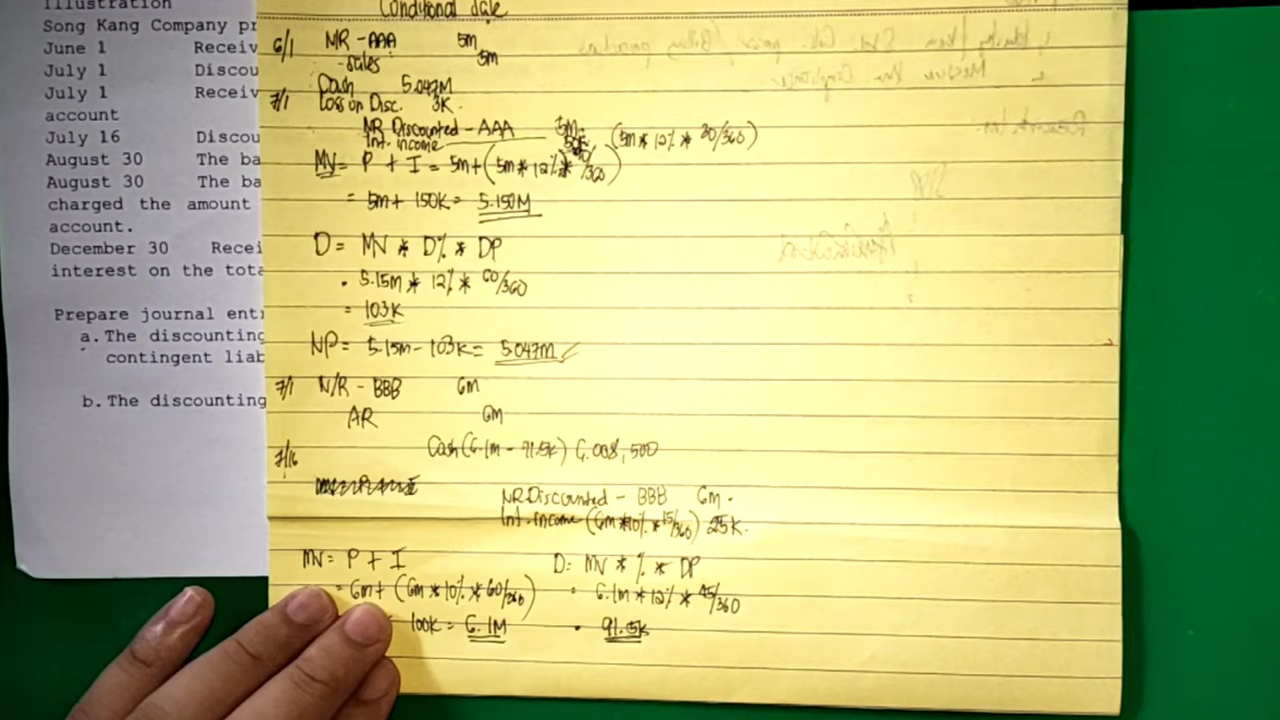 Illustration
Song Kang Company pr
June 1 Receiv
July 1 Discou
July 1 Receiv
account
July 16 Discou
August 30 The ba
August 30 The ba
charged the amount
account.
December 30 Recei
interest on the tota
Prepare journal ent
a. The discounting
contingent liab
b. The discounting
Conditional sale
6/1 NR - AAA 5m
sales 5m
7/1 Cash 5.047M
Loss on Disc. 3K.
NR Discounted - AAA 5m
Int. income 50K (5m * 12% * 30/360)
MV = P + I = 5m + (5m * 12% * 90/360)
= 5m + 150K = 5.150M
D = MV * D% * DP
= 5.15m * 12% * 60/360
= 103K
NP = 5.15m - 103K = 5.047M
7/1 N/R - BBB 6m
AR 6m
7/16 Cash (6.1m - 91.5K) 6,008,500
NR Discounted - BBB 6m
Int. income (6m * 10% * 15/360) 25K.
MV = P + I
= 6m + (6m * 10% * 60/360)
100K = 6.1M
D = MV * % * DP
= 6.1m * 12% * 45/360
= 91.5K